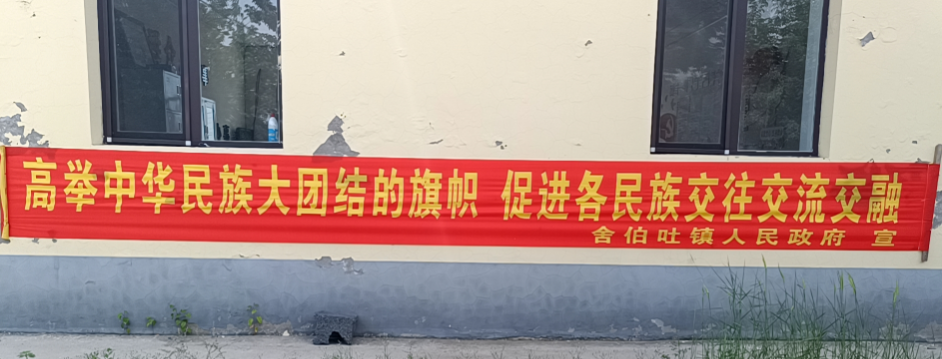 高举中华民族大团结的旗帜 促进各民族交往交流交融
舍伯吐镇人民政府 宣